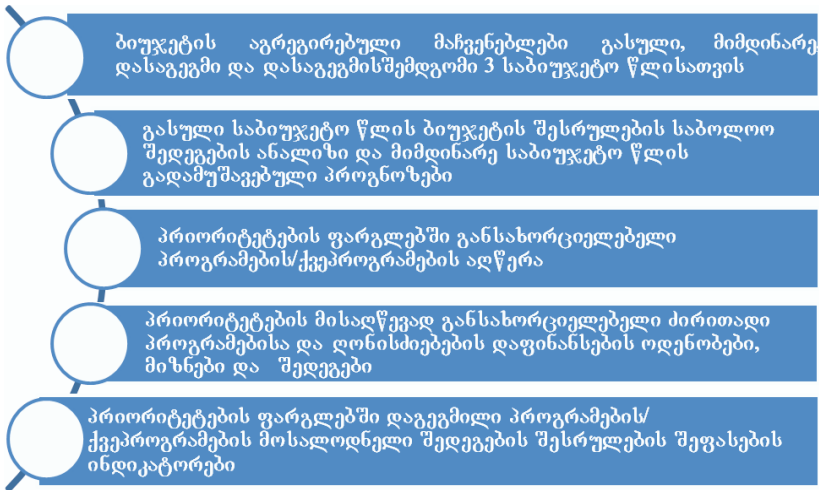 ბიუჯეტის აგრეგირებული მაჩვენებლები გასული, მიმდინარე
დასაგეგმი და დასაგეგმისშემდგომი 3 საბიუჯეტო წლისათვის
გასული საბიუჯეტო წლის ბიუჯეტის შესრულების საბოლოო
შედეგების ანალიზი და მიმდინარე საბიუჯეტო წლის
გადამუშავებული პროგნოზები
პრიორიტეტების ფარგლებში განსახორციელებელი
პროგრამების/ქვეპროგრამების აღწერა
პრიორიტეტების მისაღწევად განსახორციელებელი ძირითადი
პროგრამებისა და ღონისძიებების დაფინანსების ოდენობები,
მიზნები და შედეგები
პრიორიტეტების ფარგლებში დაგეგმილი პროგრამების/
ქვეპროგრამების მოსალოდნელი შედეგების შესრულების შეფასების
ინდიკატორები